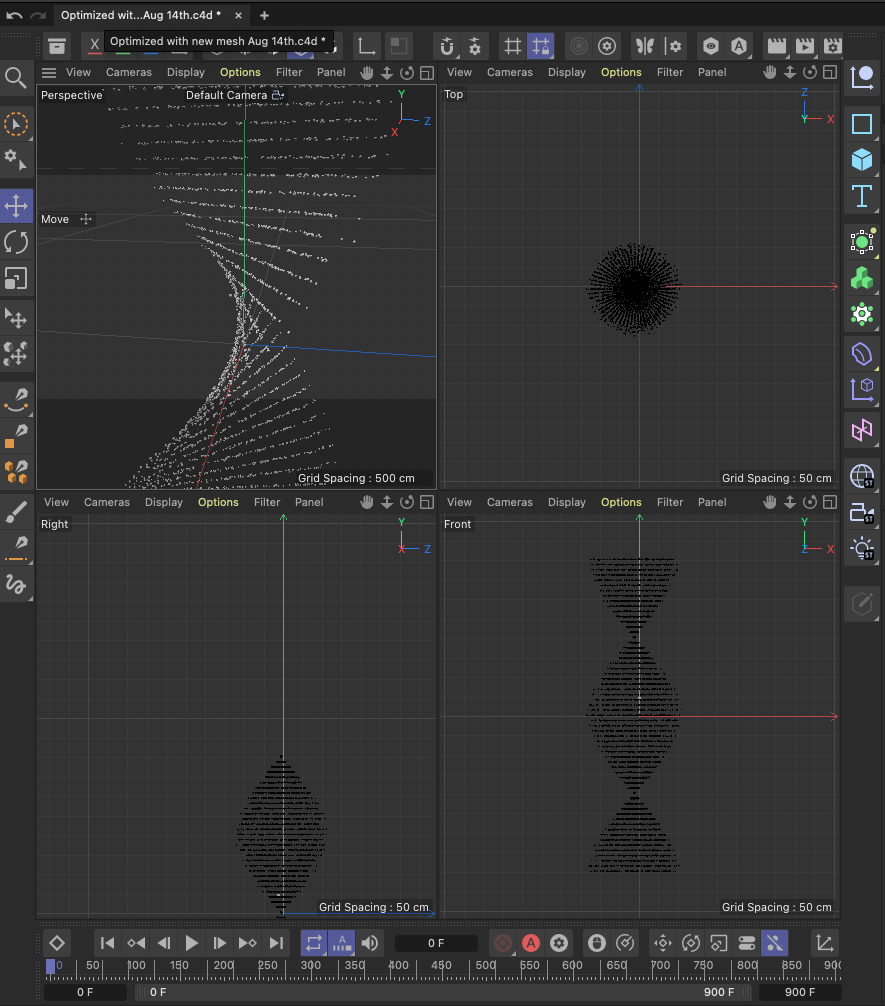 Optimized wit...Aug 14th.c4d *
Optimized with new mesh Aug 14th.c4d *
X
View Cameras Display Options Filter Panel
View Cameras Display Options Filter Panel
Perspective
Default Camera
Y
Z
X
Top
Z
Y
X
Move
T
Grid Spacing : 500 cm
Grid Spacing : 50 cm
View Cameras Display Options Filter Panel
View Cameras Display Options Filter Panel
Right
Y
X
Z
Front
Y
Z
X
ST
ST
ST
Grid Spacing : 50 cm
Grid Spacing : 50 cm
0 F
A
A
0 50 100 150 200 250 300 350 400 450 500 550 600 650 700 750 800 850
0 F
0 F
900 F
900 F